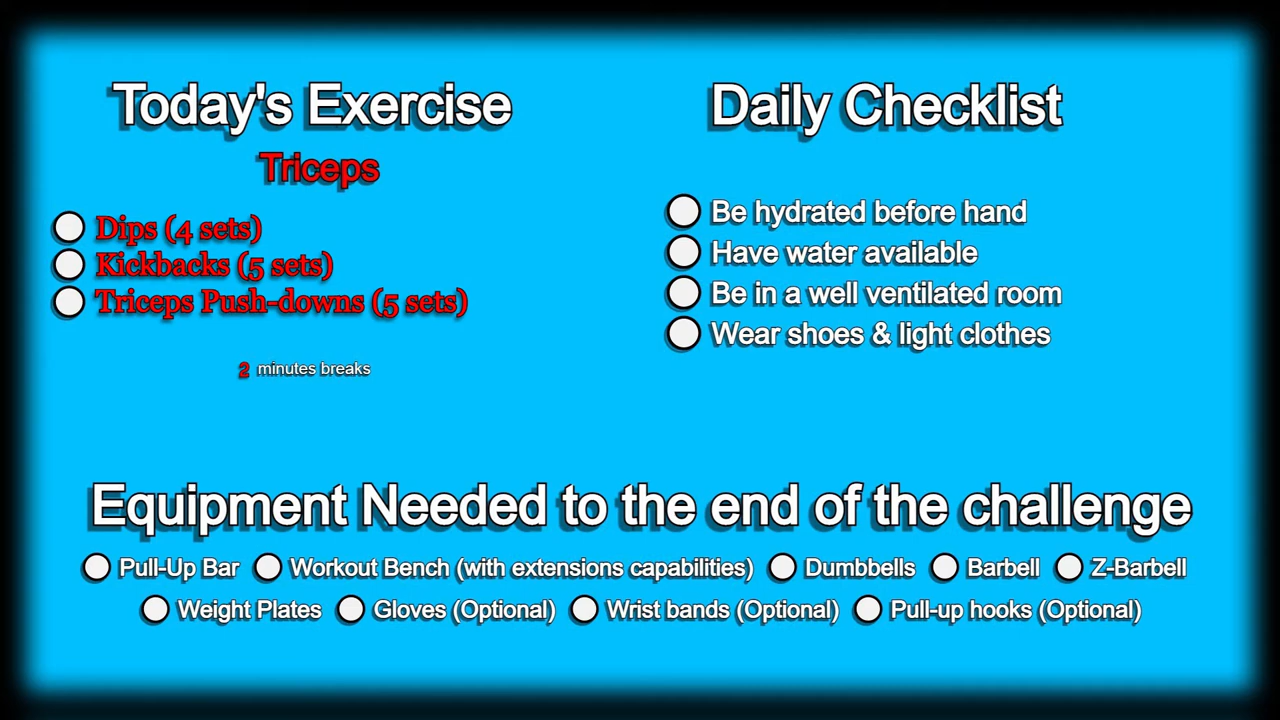 Today's Exercise
Triceps
Dips (4 sets)
Kickbacks (5 sets)
Triceps Push-downs (5 sets)
2 minutes breaks
Daily Checklist
Be hydrated before hand
Have water available
Be in a well ventilated room
Wear shoes & light clothes
Equipment Needed to the end of the challenge
Pull-Up Bar Workout Bench (with extensions capabilities) Dumbbells Barbell Z-Barbell
Weight Plates Gloves (Optional) Wrist bands (Optional) Pull-up hooks (Optional)